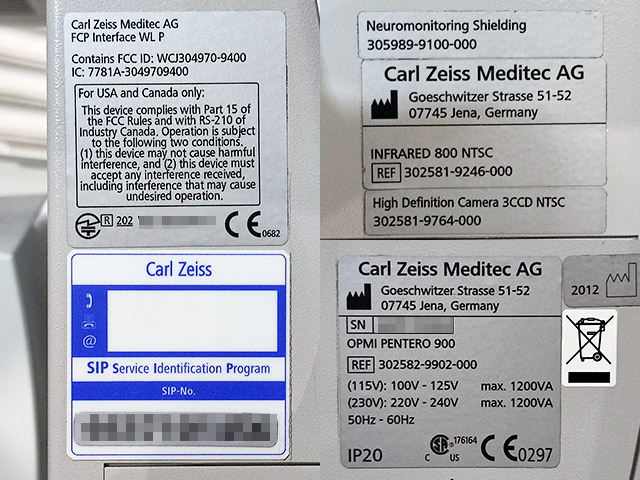 Carl Zeiss Meditec AG
FCP Interface WL P
Contains FCC ID: WCJ304970-9400
IC: 7781A-3049709400
For USA and Canada only:
This device complies with Part 15 of
the FCC Rules and with RS-210 of
Industry Canada. Operation is subject
to the following two conditions.
(1) this device may not cause harmful
interference, and (2) this device must
accept any interference received,
including interference that may cause
undesired operation.
R 202
CE 0682
Carl Zeiss
@
SIP Service Identification Program
SIP-No.
Neuromonitoring Shielding
305989-9100-000
Carl Zeiss Meditec AG
Goeschwitzer Strasse 51-52
07745 Jena, Germany
INFRARED 800 NTSC
REF 302581-9246-000
High Definition Camera 3CCD NTSC
302581-9764-000
Carl Zeiss Meditec AG
Goeschwitzer Strasse 51-52
07745 Jena, Germany
2012
SN
OPMI PENTERO 900
REF 302582-9902-000
(115V): 100V - 125V max. 1200VA
(230V): 220V - 240V max. 1200VA
50Hz - 60Hz
IP20 C SA US ® 176164 CE 0297